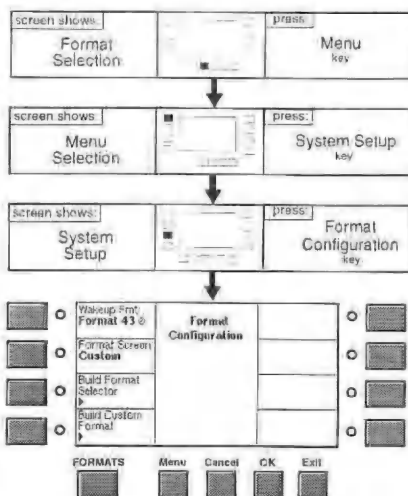 screen shows:
Format
Selection
press:
Menu
key
screen shows:
Menu
Selection
press:
System Setup
key
screen shows:
System
Setup
press:
Format
Configuration
key
Wakeup Fmt
Format 43
Format Screen
Custom
Build Format
Selector
Build Custom
Format
Format
Configuration
FORMATS Menu Cancel OK Exit